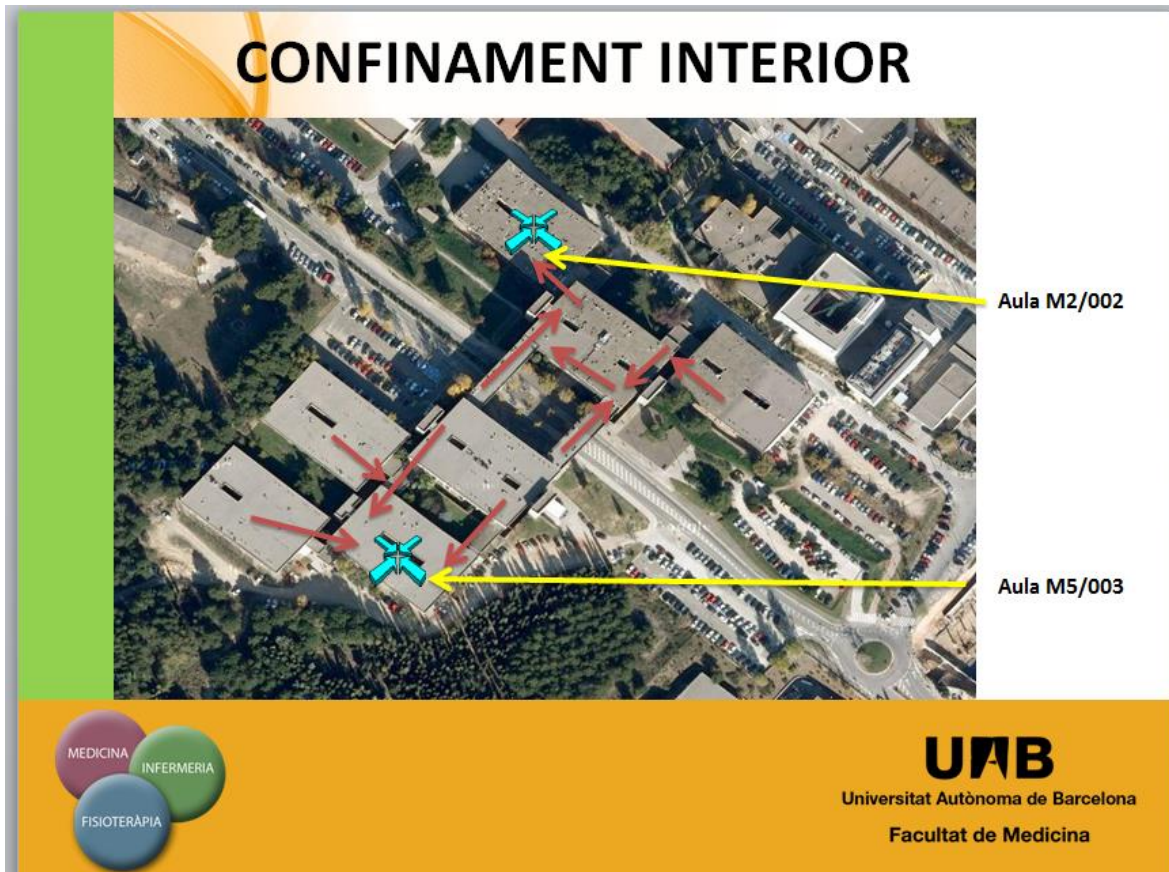 CONFINAMENT INTERIOR
Aula M2/002
Aula M5/003
MEDICINA
INFERMERIA
FISIOTERÀPIA
UAB
Universitat Autònoma de Barcelona
Facultat de Medicina